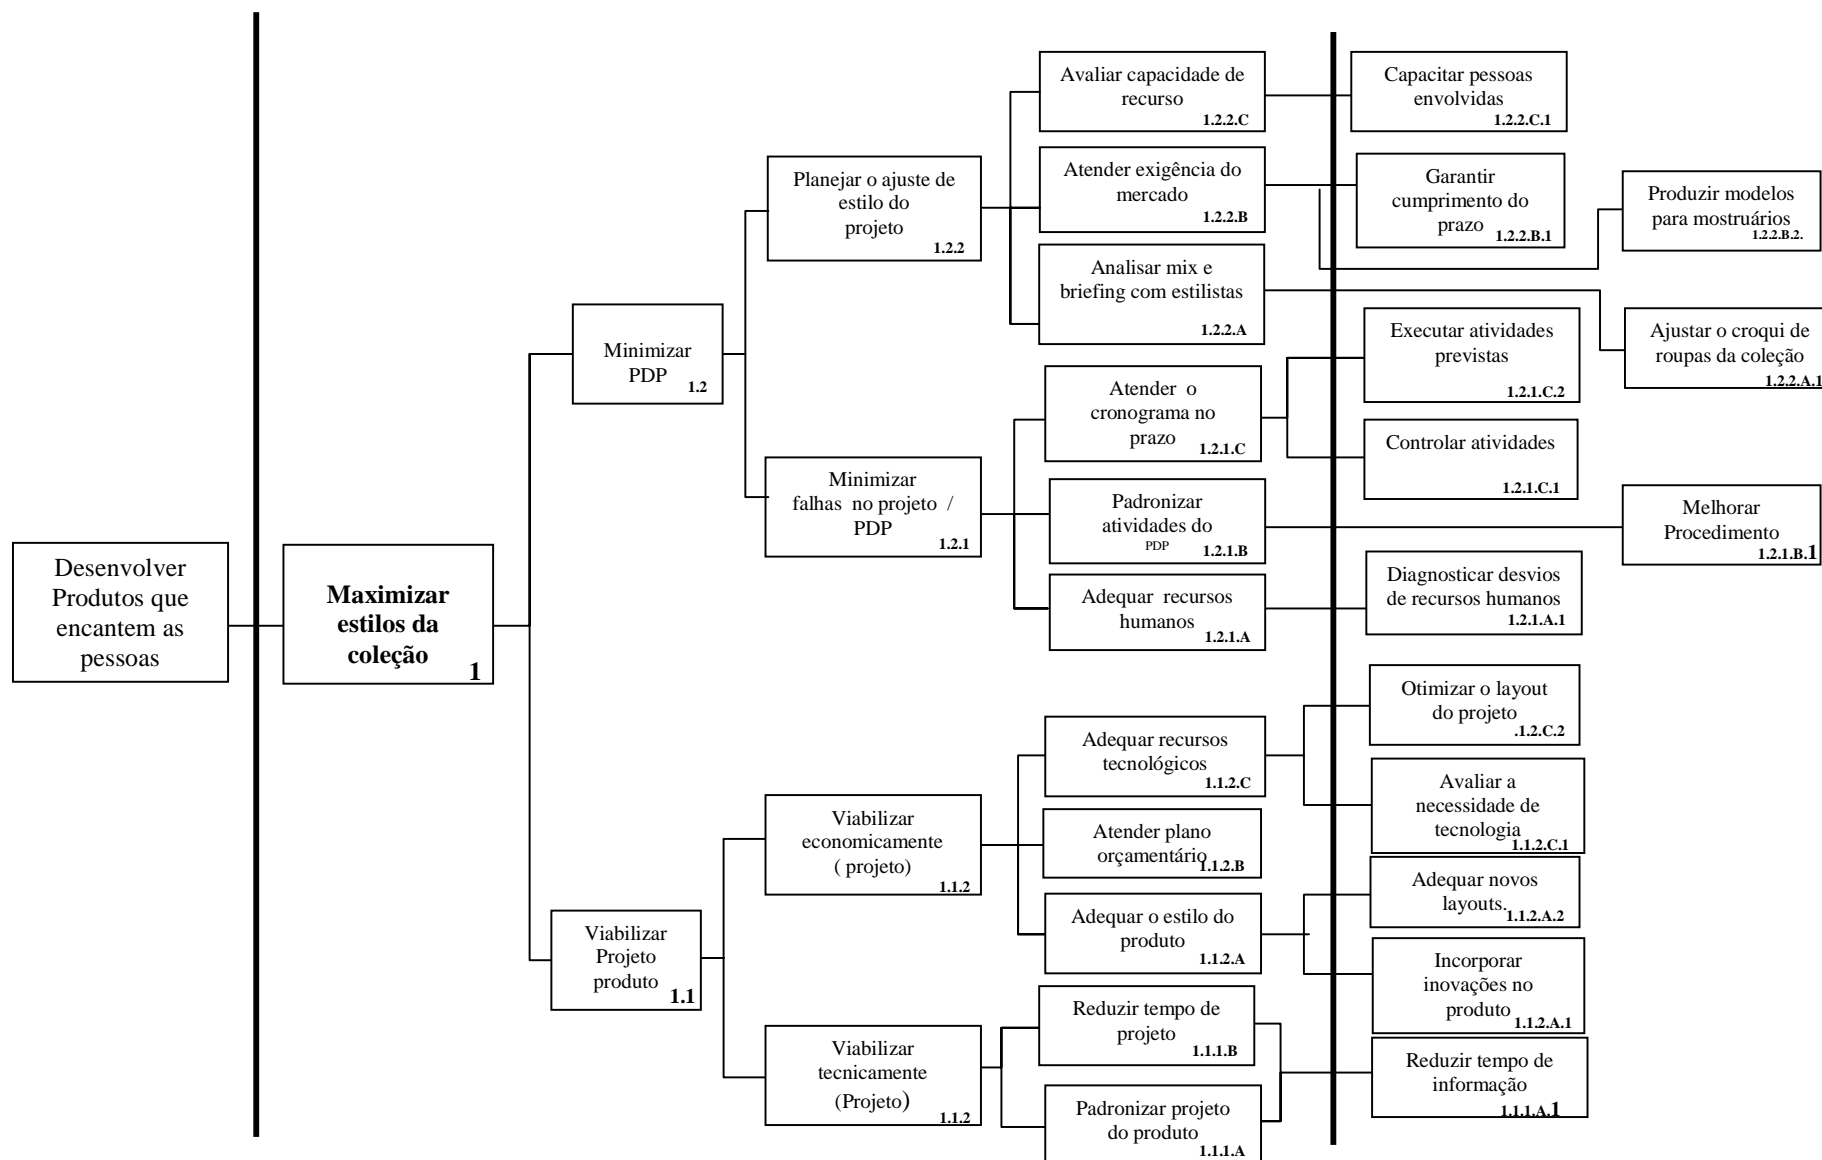 Desenvolver
Produtos que
encantem as
pessoas
Maximizar
estilos da
coleção
1
Minimizar
PDP
1.2
Viabilizar
Projeto
produto
1.1
Planejar o ajuste de
estilo do
projeto
1.2.2
Minimizar
falhas no projeto /
PDP
1.2.1
Viabilizar
economicamente
( projeto)
1.1.2
Viabilizar
tecnicamente
(Projeto)
1.1.2
Avaliar capacidade de
recurso
1.2.2.C
Atender exigência do
mercado
1.2.2.B
Analisar mix e
briefing com estilistas
1.2.2.A
Atender o
cronograma no
prazo
1.2.1.C
Padronizar
atividades do
PDP
1.2.1.B
Adequar recursos
humanos
1.2.1.A
Adequar recursos
tecnológicos
1.1.2.C
Atender plano
orçamentário
1.1.2.B
Adequar o estilo do
produto
1.1.2.A
Reduzir tempo de
projeto
1.1.1.B
Padronizar projeto
do produto
1.1.1.A
Capacitar pessoas
envolvidas
1.2.2.C.1
Garantir
cumprimento do
prazo
1.2.2.B.1
Executar atividades
previstas
1.2.1.C.2
Controlar atividades
1.2.1.C.1
Diagnosticar desvios
de recursos humanos
1.2.1.A.1
Otimizar o layout
do projeto
.1.2.C.2
Avaliar a
necessidade de
tecnologia
1.1.2.C.1
Adequar novos
layouts.
1.1.2.A.2
Incorporar
inovações no
produto
1.1.2.A.1
Reduzir tempo de
informação
1.1.1.A.1
Produzir modelos
para mostruários
1.2.2.B.2.
Ajustar o croqui de
roupas da coleção
1.2.2.A.1
Melhorar
Procedimento
1.2.1.B.1